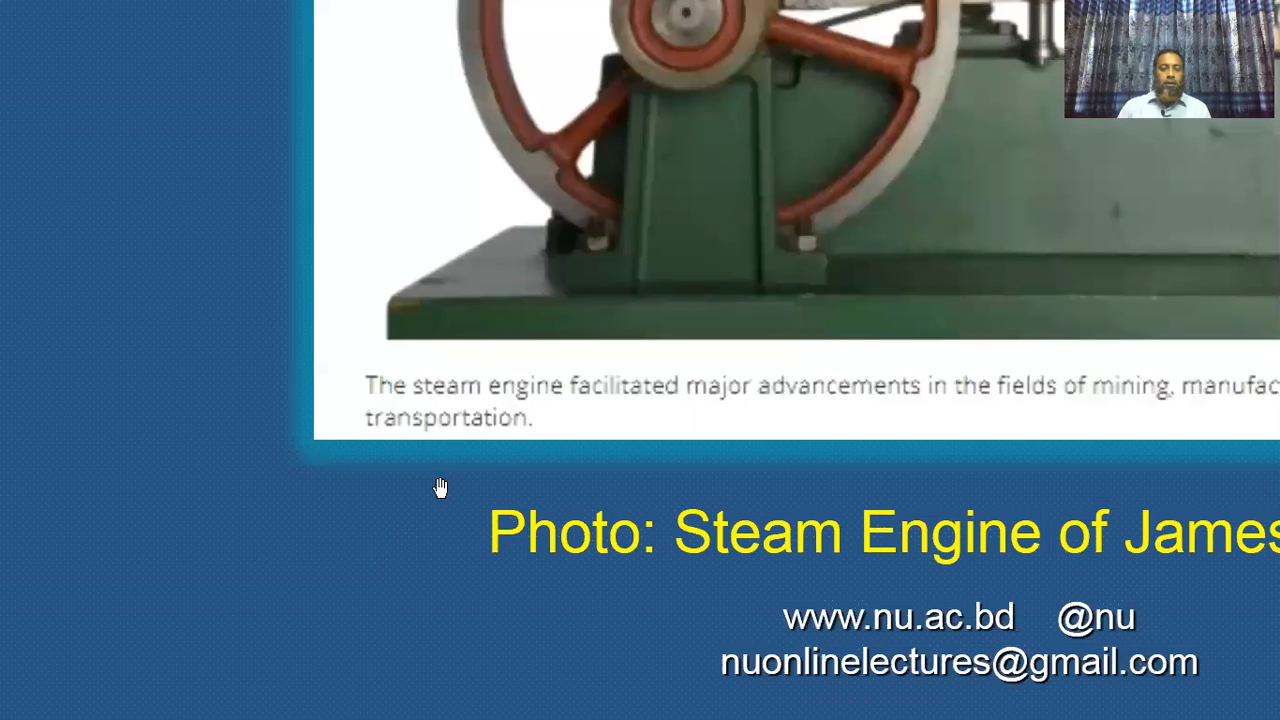 The steam engine facilitated major advancements in the fields of mining, manufac
transportation.
Photo: Steam Engine of James
www.nu.ac.bd @nu
nuonlinelectures@gmail.com